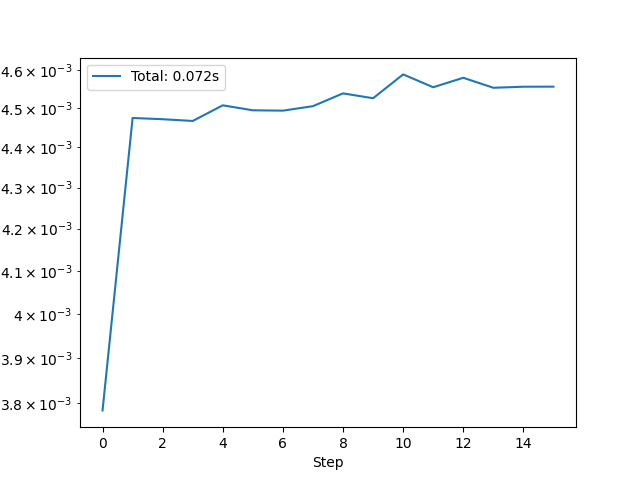 Total: 0.072s
4.6 × 10⁻³
4.5 × 10⁻³
4.4 × 10⁻³
4.3 × 10⁻³
4.2 × 10⁻³
4.1 × 10⁻³
4 × 10⁻³
3.9 × 10⁻³
3.8 × 10⁻³
0 2 4 6 8 10 12 14
Step